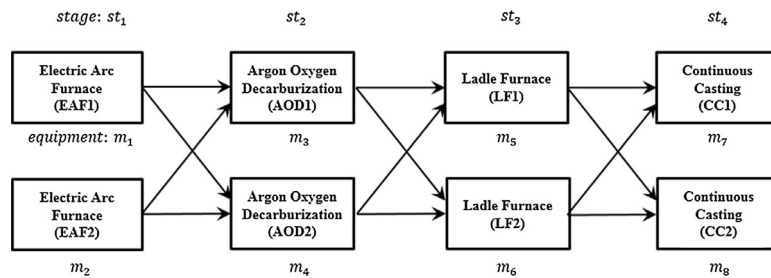 stage: st₁
st₂
st₃
st₄
Electric Arc
Furnace
(EAF1)
Argon Oxygen
Decarburization
(AOD1)
Ladle Furnace
(LF1)
Continuous
Casting
(CC1)
equipment: m₁
m₃
m₅
m₇
Electric Arc
Furnace
(EAF2)
Argon Oxygen
Decarburization
(AOD2)
Ladle Furnace
(LF2)
Continuous
Casting
(CC2)
m₂
m₄
m₆
m₈